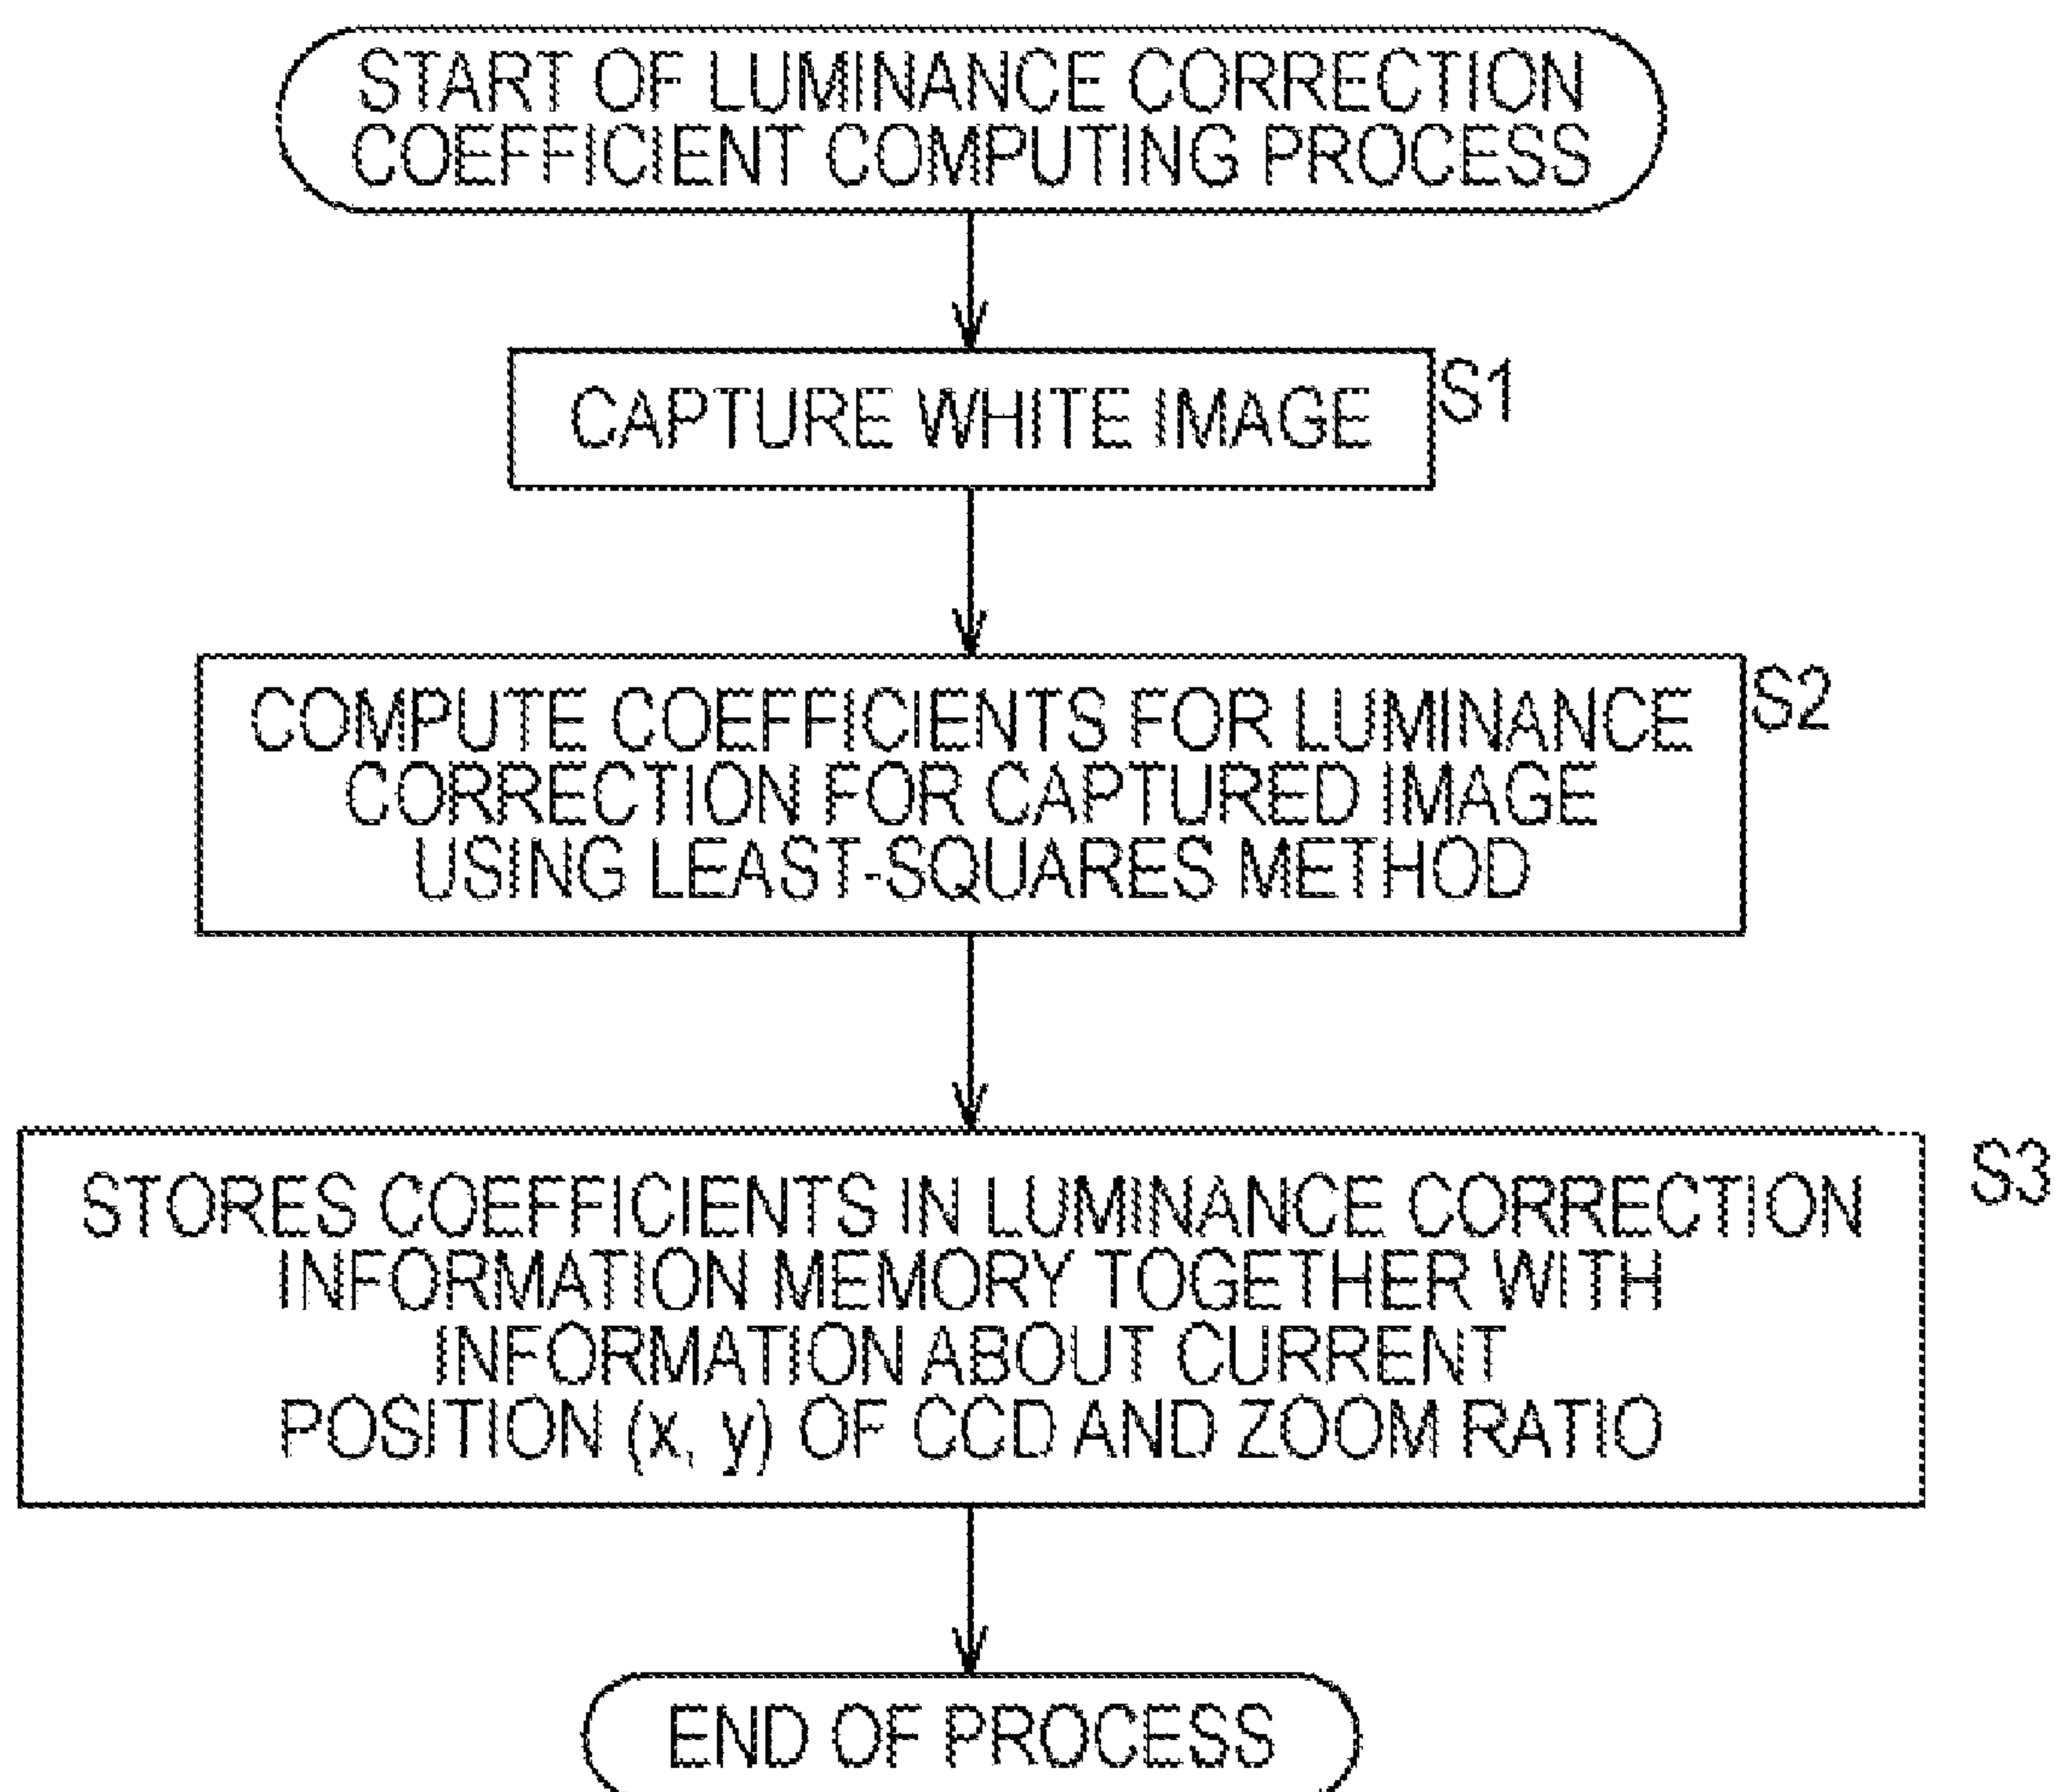 START OF LUMINANCE CORRECTION
COEFFICIENT COMPUTING PROCESS
CAPTURE WHITE IMAGE
S1
COMPUTE COEFFICIENTS FOR LUMINANCE
CORRECTION FOR CAPTURED IMAGE
USING LEAST-SQUARES METHOD
S2
STORES COEFFICIENTS IN LUMINANCE CORRECTION
INFORMATION MEMORY TOGETHER WITH
INFORMATION ABOUT CURRENT
POSITION (x, y) OF CCD AND ZOOM RATIO
S3
END OF PROCESS